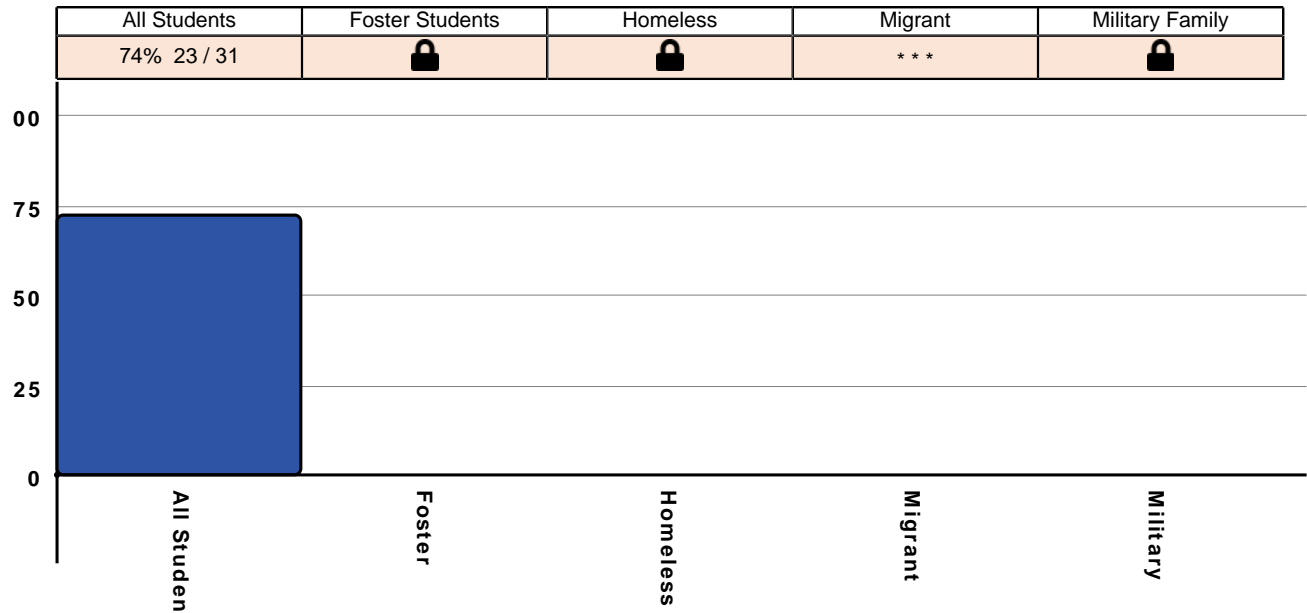 All Students Foster Students Homeless Migrant Military Family
74% 23 / 31 * * *
00
75
50
25
0
All Studen
Foster
Homeless
Migrant
Military